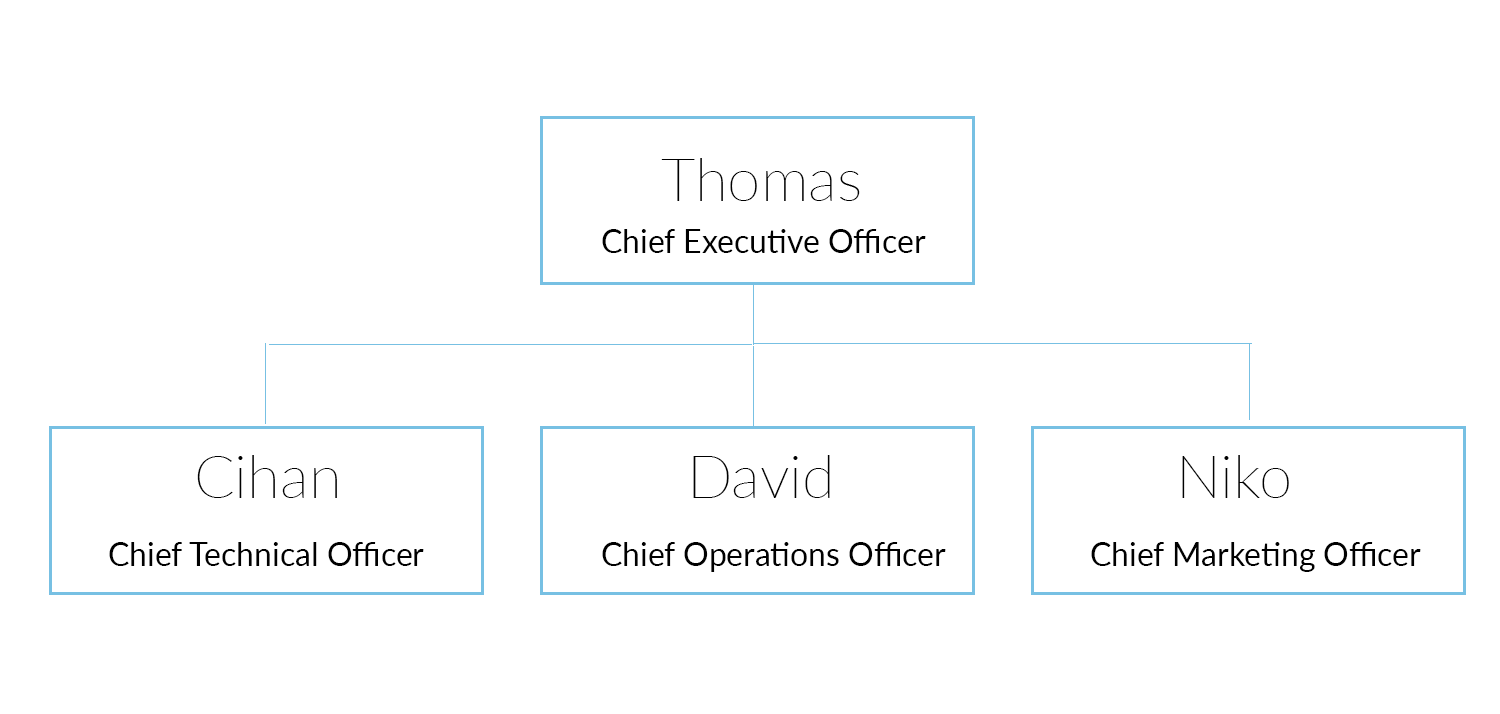 Thomas
Chief Executive Officer
Cihan
Chief Technical Officer
David
Chief Operations Officer
Niko
Chief Marketing Officer